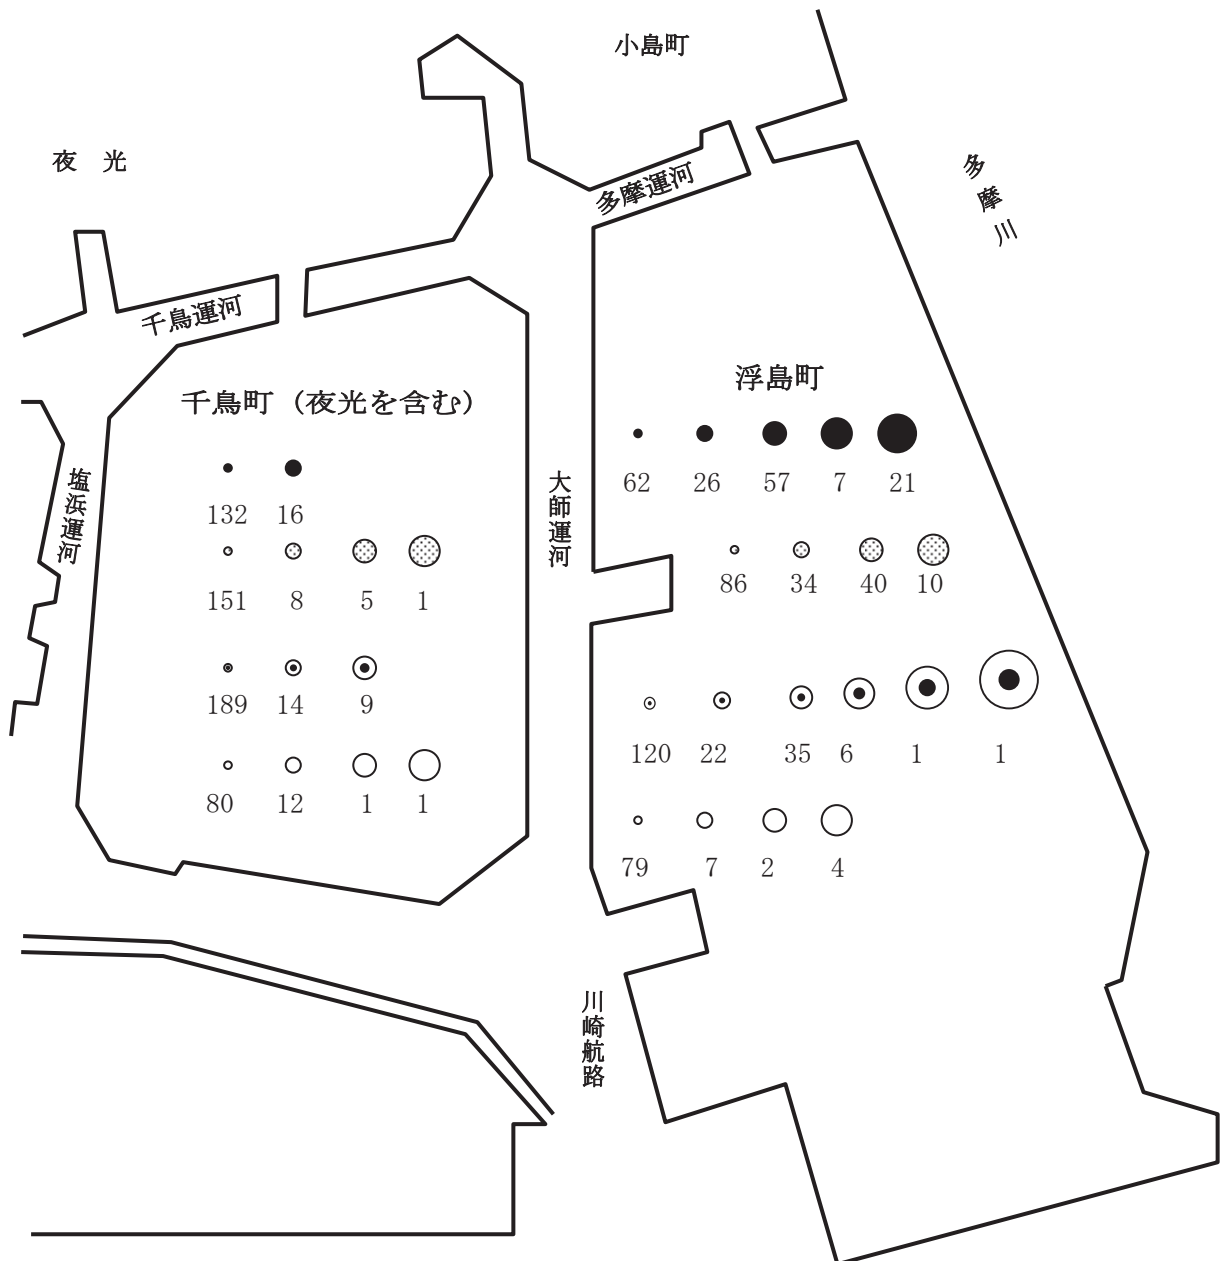 小島町
夜 光
多摩川
多摩運河
千鳥運河
浮島町
千鳥町（夜光を含む）
62 26 57 7 21
塩浜運河
大師運河
132 16
86 34 40 10
151 8 5 1
189 14 9
120 22 35 6 1 1
80 12 1 1
79 7 2 4
川崎航路